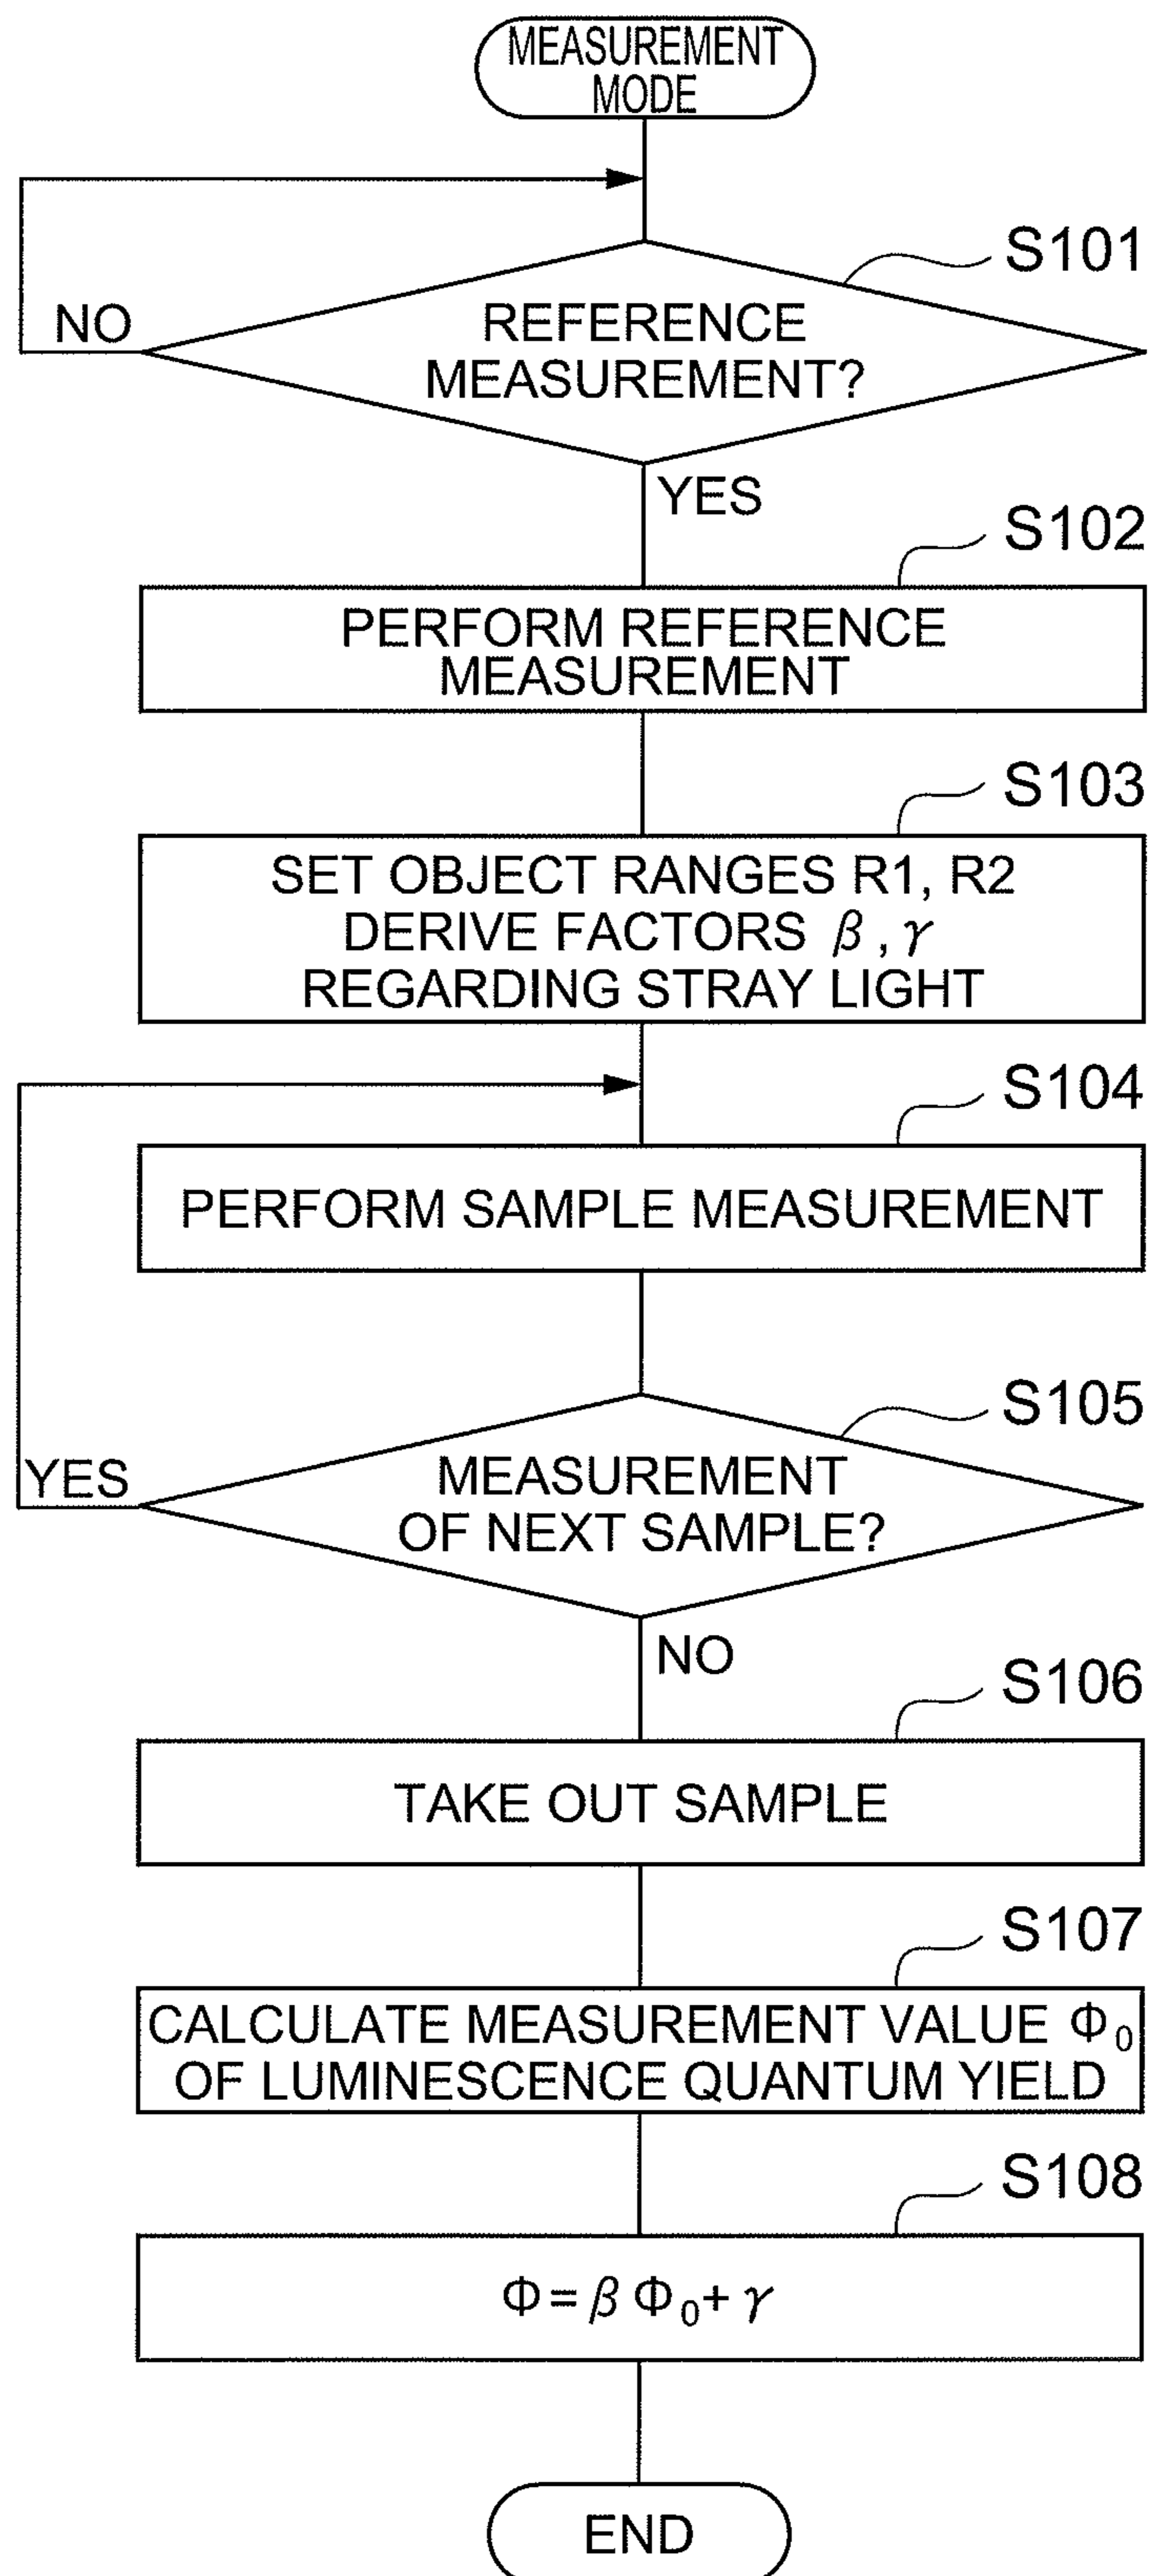 MEASUREMENT
MODE
S101
REFERENCE
MEASUREMENT?
NO
YES
S102
PERFORM REFERENCE
MEASUREMENT
S103
SET OBJECT RANGES R1, R2
DERIVE FACTORS β, γ
REGARDING STRAY LIGHT
S104
PERFORM SAMPLE MEASUREMENT
S105
MEASUREMENT
OF NEXT SAMPLE?
YES
NO
S106
TAKE OUT SAMPLE
S107
CALCULATE MEASUREMENT VALUE Φ₀
OF LUMINESCENCE QUANTUM YIELD
S108
Φ=βΦ₀+γ
END